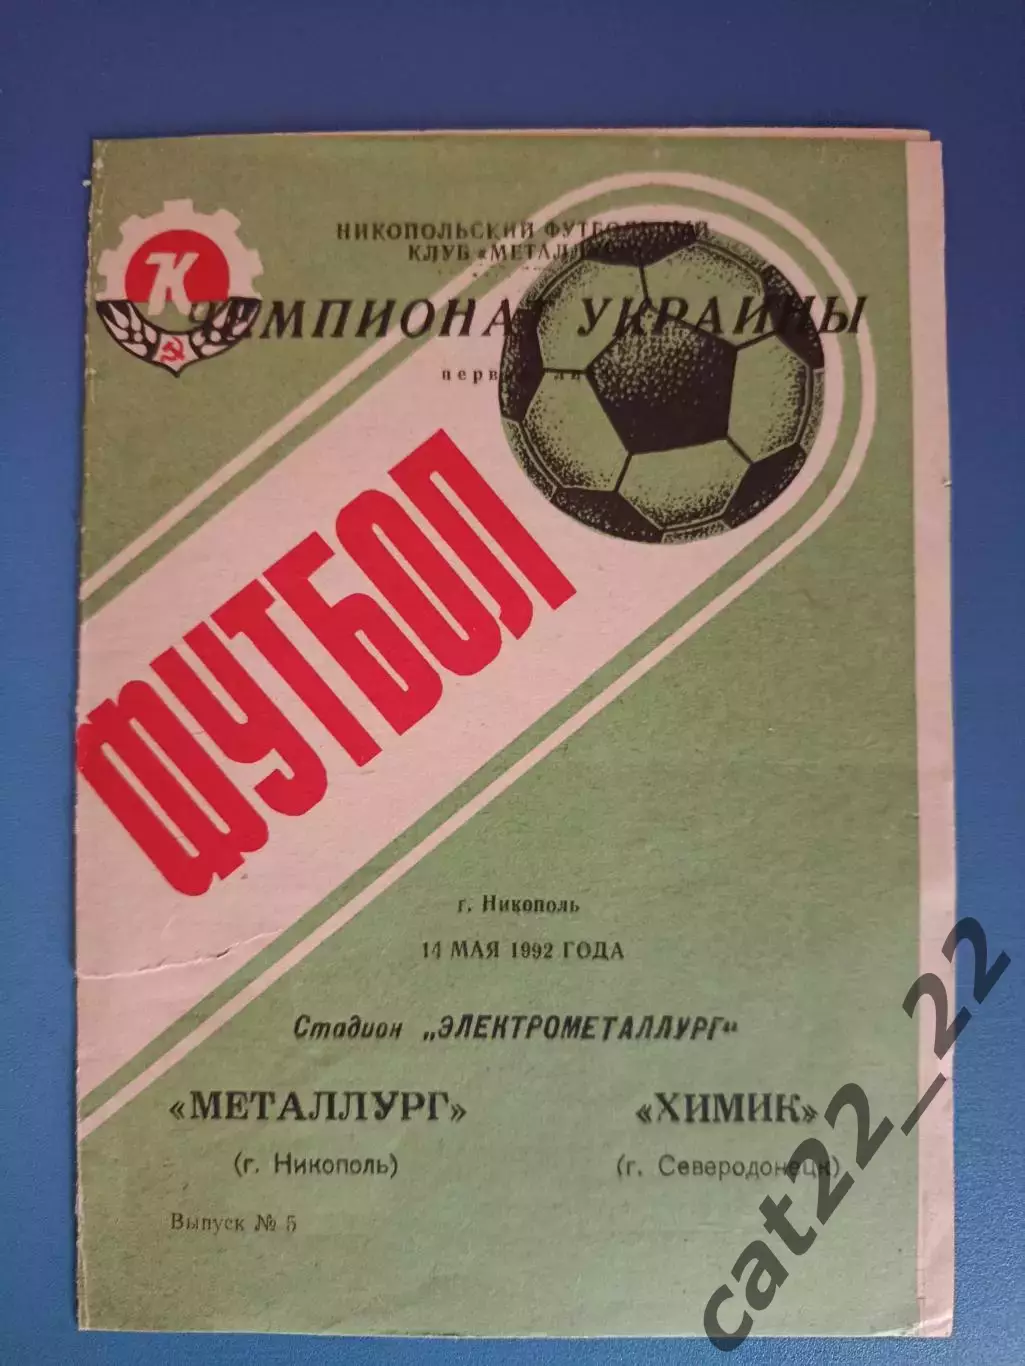 НИКОПОЛЬСКИЙ ФУТБОЛЬНЫЙ
КЛУБ «МЕТАЛЛУРГ»
К
ЧЕМПИОНАТ УКРАИНЫ
ФУТБОЛ
г. Никополь
14 МАЯ 1992 ГОДА
Стадион „ЭЛЕКТРОМЕТАЛЛУРГ“
«МЕТАЛЛУРГ» «ХИМИК»
(г. Никополь) (г. Северодонецк)
Выпуск № 5
cat22_22